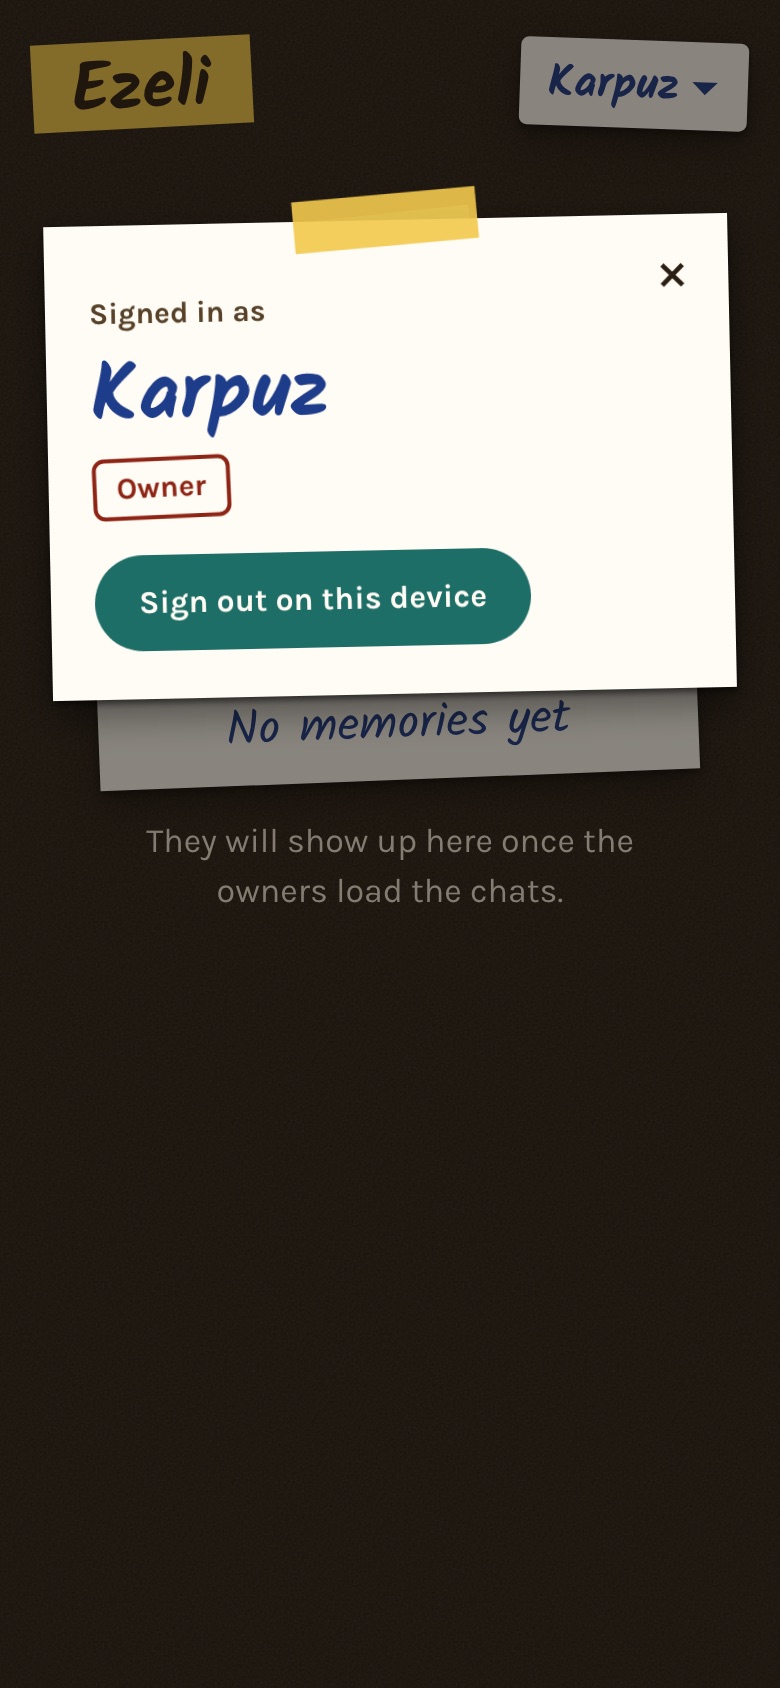 Ezeli
Karpuz
Signed in as
Karpuz
Owner
Sign out on this device
No memories yet
They will show up here once the
owners load the chats.